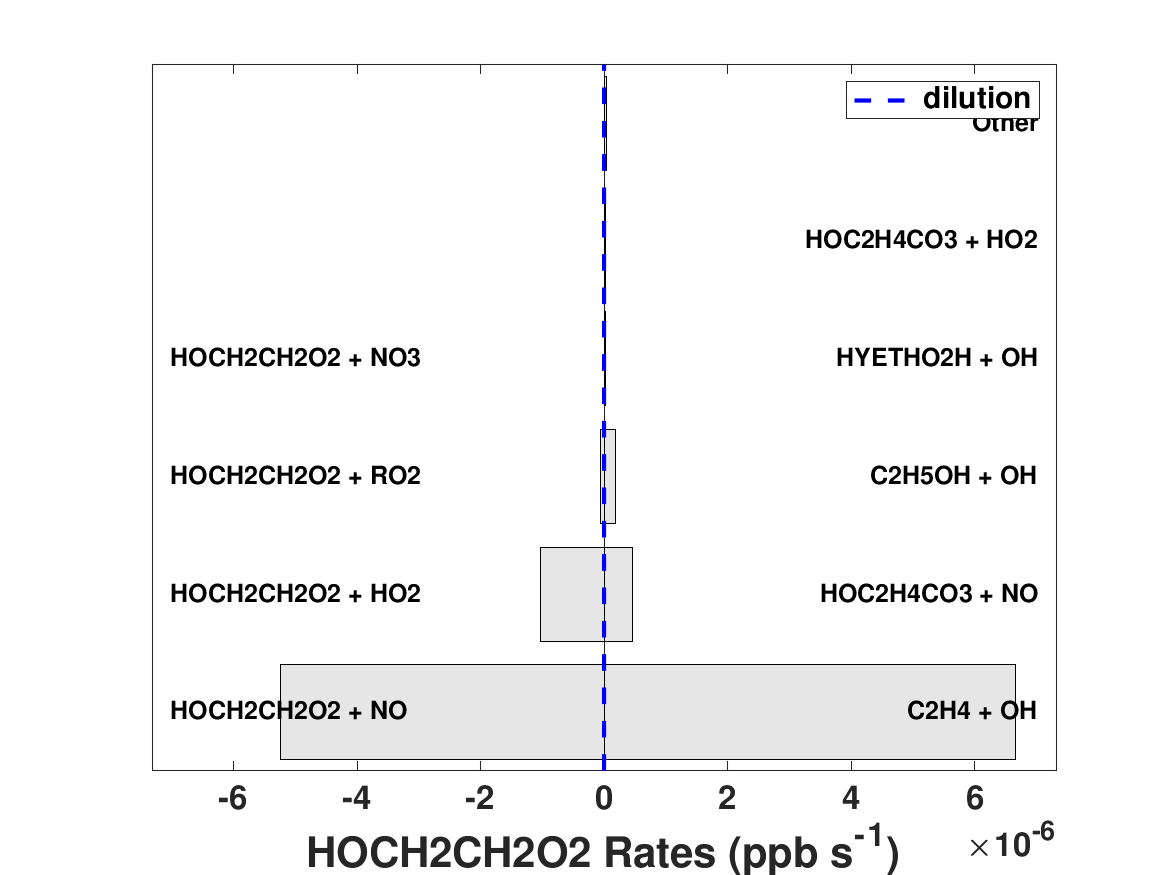 dilution
Other
HOC2H4CO3 + HO2
HOCH2CH2O2 + NO3
HYETHO2H + OH
HOCH2CH2O2 + RO2
C2H5OH + OH
HOCH2CH2O2 + HO2
HOC2H4CO3 + NO
HOCH2CH2O2 + NO
C2H4 + OH
-6 -4 -2 0 2 4 6
×10-6
HOCH2CH2O2 Rates (ppb s-1)